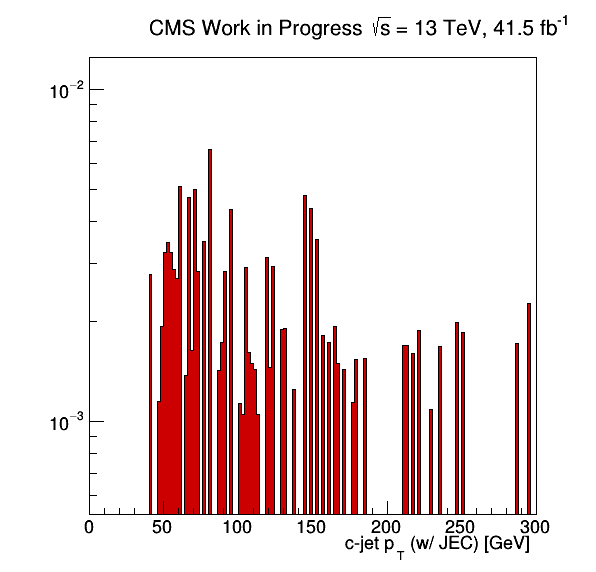 CMS Work in Progress √s = 13 TeV, 41.5 fb⁻¹
10⁻²
10⁻³
0 50 100 150 200 250 300
c-jet p_T (w/ JEC) [GeV]